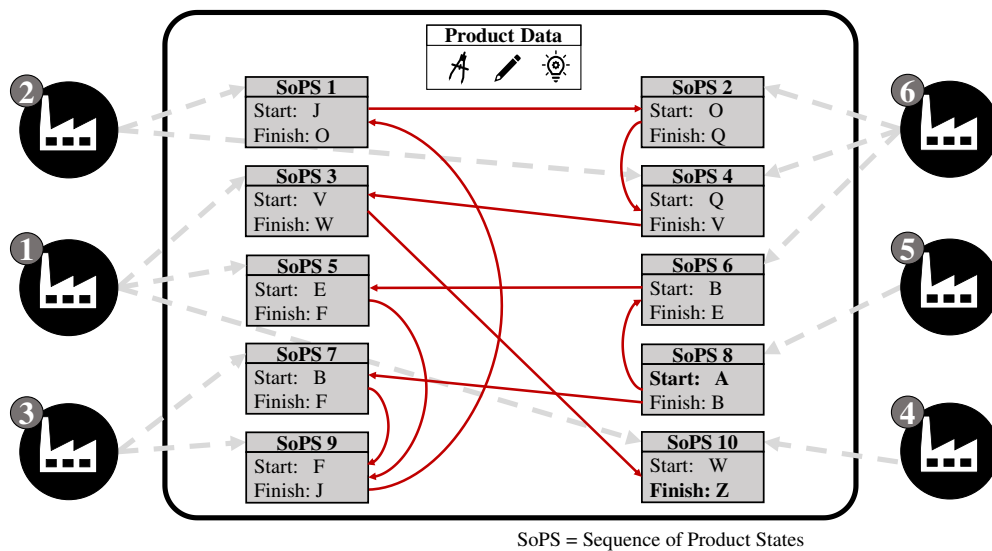 Product Data
2
SoPS 1
Start: J
Finish: O
SoPS 2
Start: O
Finish: Q
6
SoPS 3
Start: V
Finish: W
SoPS 4
Start: Q
Finish: V
1
SoPS 5
Start: E
Finish: F
SoPS 6
Start: B
Finish: E
5
SoPS 7
Start: B
Finish: F
SoPS 8
Start: A
Finish: B
3
SoPS 9
Start: F
Finish: J
SoPS 10
Start: W
Finish: Z
4
SoPS = Sequence of Product States